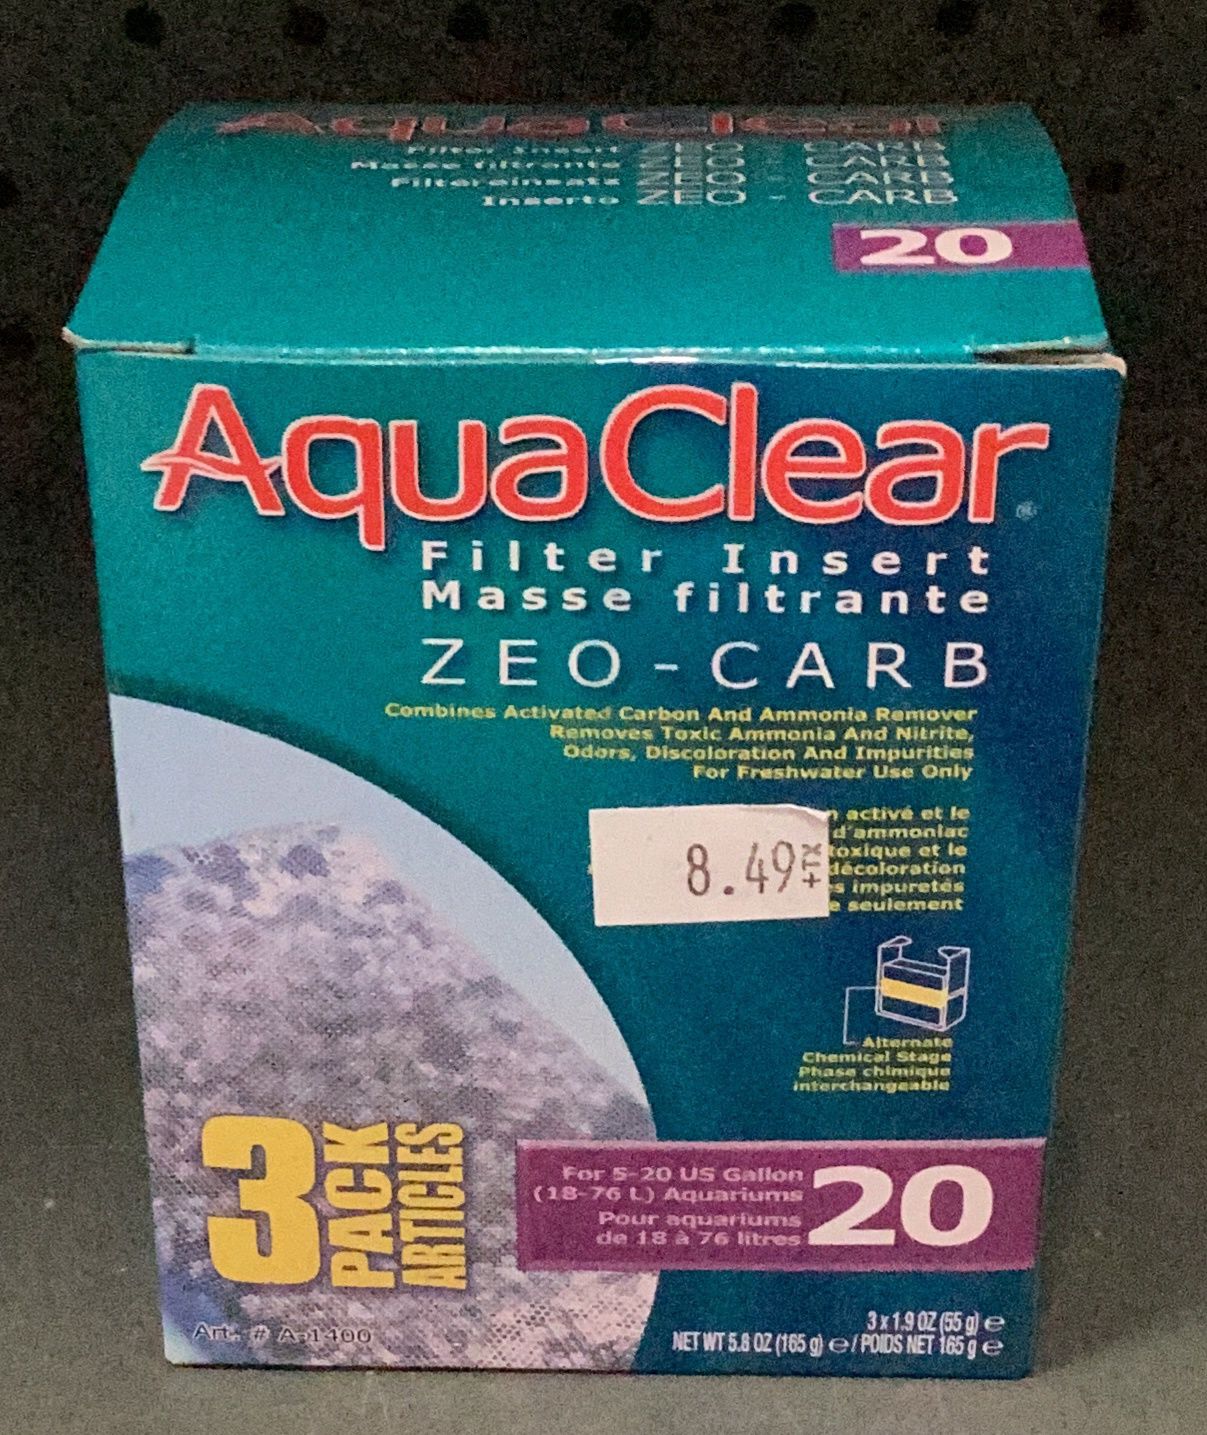 AquaClear
Filter Insert ZEO - CARB
Masse filtrante ZEO - CARB
Filtereinsatz ZEO - CARB
Inserto ZEO - CARB
20
AquaClear®
Filter Insert
Masse filtrante
ZEO-CARB
Combines Activated Carbon And Ammonia Remover
Removes Toxic Ammonia And Nitrite,
Odors, Discoloration And Impurities
For Freshwater Use Only
activé et le
d'ammoniac
toxique et le
décoloration
impuretés
seulement
8.49+TX
Alternate
Chemical Stage
Phase chimique
interchangeable
3 PACK
ARTICLES
For 5-20 US Gallon
(18-76 L) Aquariums
Pour aquariums
de 18 à 76 litres
20
Art. # A-1400
3 x 1.9 OZ (55 g) e
NET WT 5.8 OZ (165 g) e / POIDS NET 165 g e